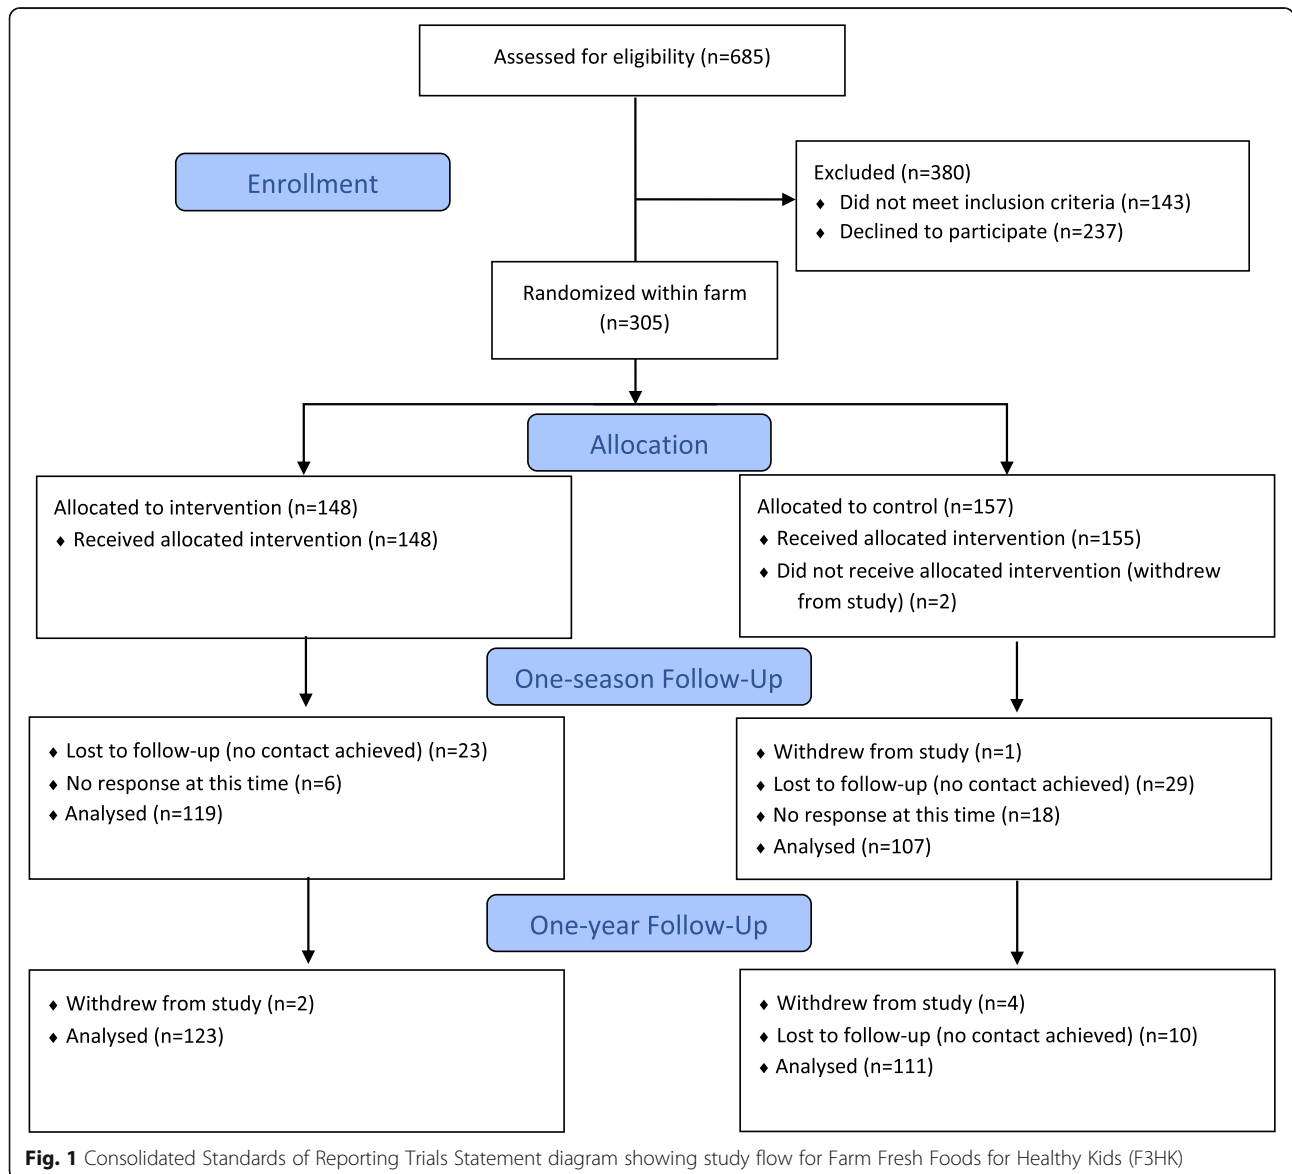 Assessed for eligibility (n=685)
Enrollment
Excluded (n=380)
♦ Did not meet inclusion criteria (n=143)
♦ Declined to participate (n=237)
Randomized within farm
(n=305)
Allocation
Allocated to intervention (n=148)
♦ Received allocated intervention (n=148)
Allocated to control (n=157)
♦ Received allocated intervention (n=155)
♦ Did not receive allocated intervention (withdrew
from study) (n=2)
One-season Follow-Up
♦ Lost to follow-up (no contact achieved) (n=23)
♦ No response at this time (n=6)
♦ Analysed (n=119)
♦ Withdrew from study (n=1)
♦ Lost to follow-up (no contact achieved) (n=29)
♦ No response at this time (n=18)
♦ Analysed (n=107)
One-year Follow-Up
♦ Withdrew from study (n=2)
♦ Analysed (n=123)
♦ Withdrew from study (n=4)
♦ Lost to follow-up (no contact achieved) (n=10)
♦ Analysed (n=111)
Fig. 1 Consolidated Standards of Reporting Trials Statement diagram showing study flow for Farm Fresh Foods for Healthy Kids (F3HK)